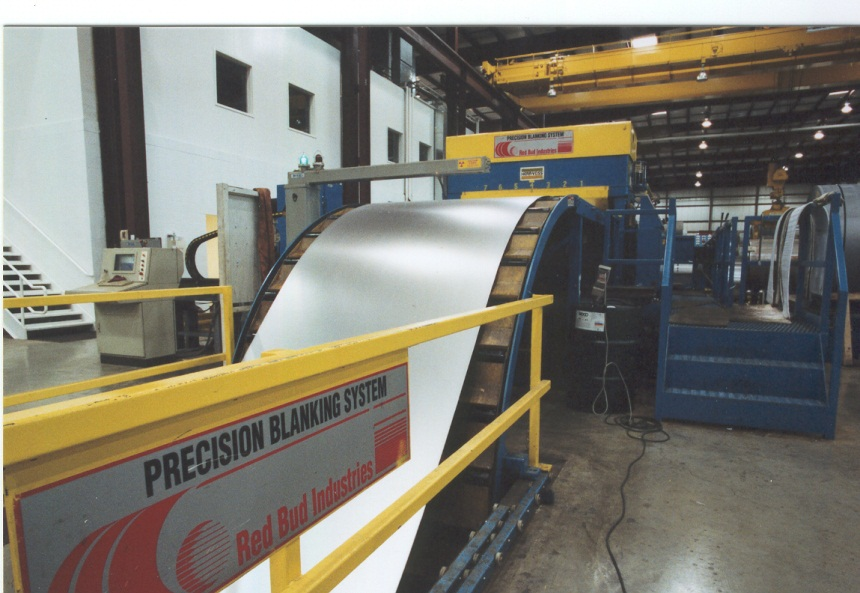 PRECISION BLANKING SYSTEM
Red Bud Industries
PRECISION BLANKING SYSTEM
Red Bud Industries